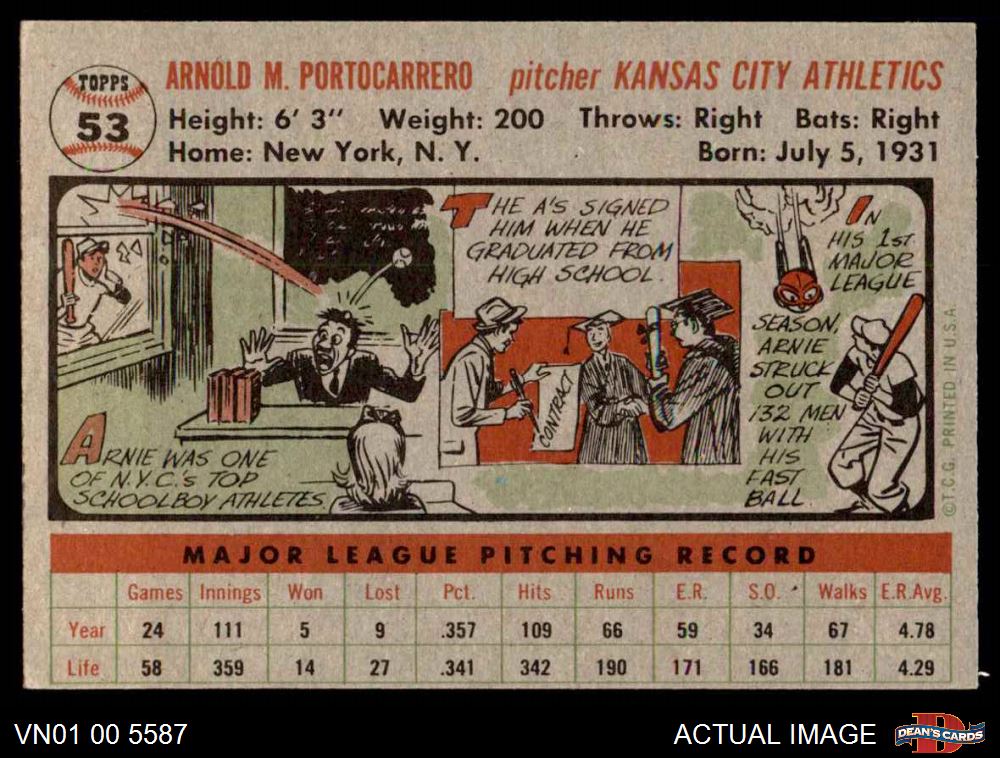 TOPPS
53
ARNOLD M. PORTOCARRERO pitcher KANSAS CITY ATHLETICS
Height: 6' 3" Weight: 200 Throws: Right Bats: Right
Home: New York, N. Y. Born: July 5, 1931
ARNIE WAS ONE
OF N.Y.C.'s TOP
SCHOOLBOY ATHLETES.
THE A'S SIGNED
HIM WHEN HE
GRADUATED FROM
HIGH SCHOOL.
CONTRACT
IN
HIS 1ST
MAJOR
LEAGUE
SEASON,
ARNIE
STRUCK
OUT
132 MEN
WITH
HIS
FAST
BALL.
©T.C.G. PRINTED IN U.S.A.
MAJOR LEAGUE PITCHING RECORD
Games Innings Won Lost Pct. Hits Runs E.R. S.O. Walks E.R.Avg.
Year 24 111 5 9 .357 109 66 59 34 67 4.78
Life 58 359 14 27 .341 342 190 171 166 181 4.29
VN01 00 5587 ACTUAL IMAGE D DEAN'S CARDS